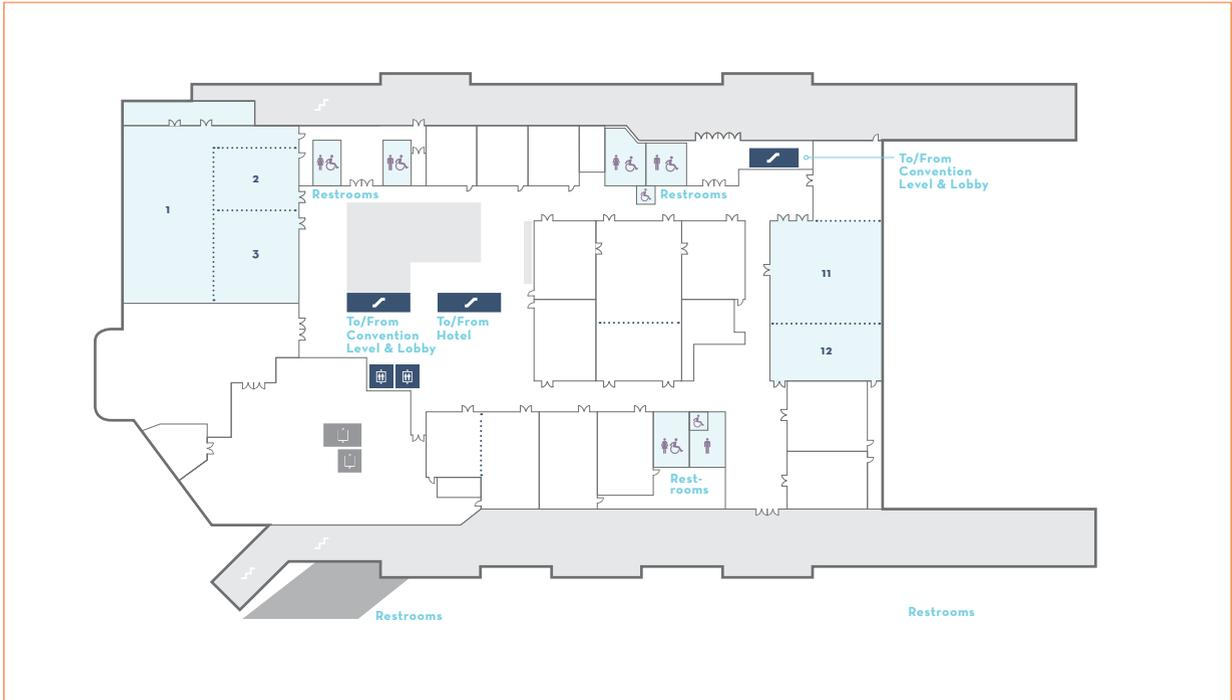 To/From
Convention
Level & Lobby
2
Restrooms
Restrooms
1
3
11
To/From
Convention
Level & Lobby
To/From
Hotel
12
Rest-
rooms
Restrooms
Restrooms